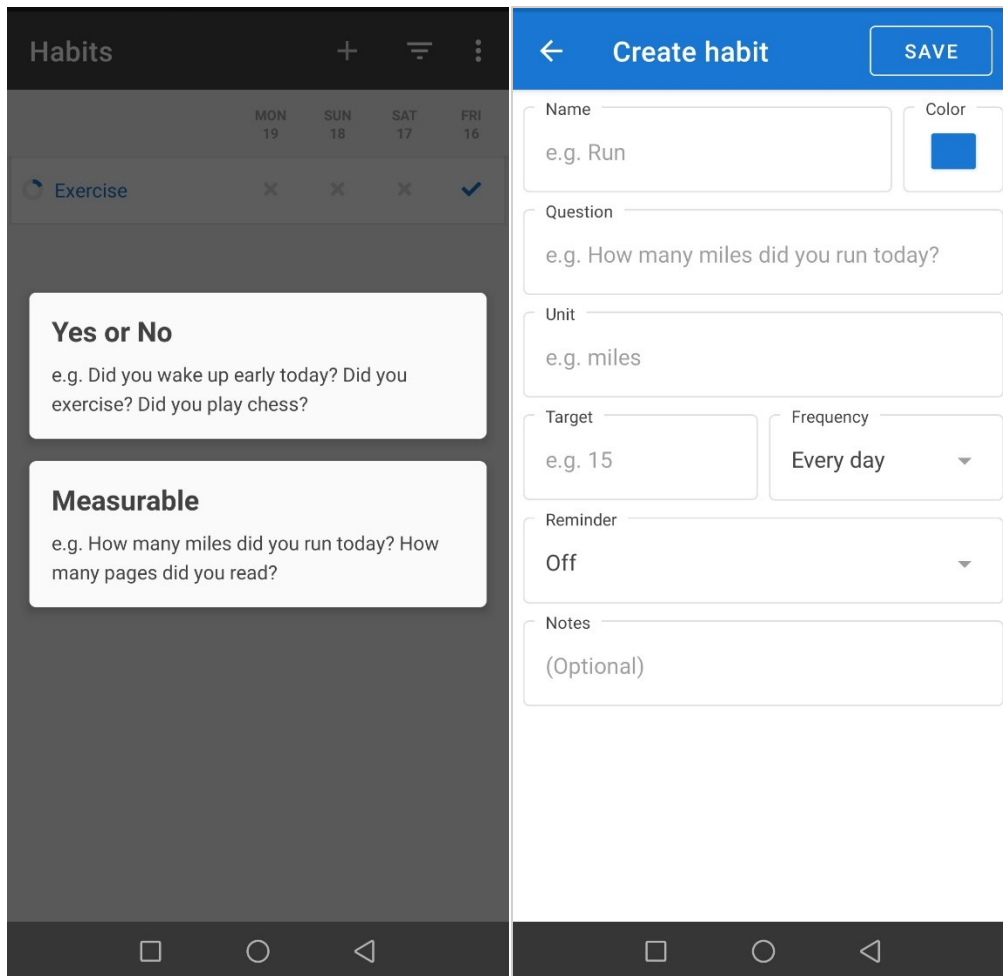 Habits
MON SUN SAT FRI
19 18 17 16
Exercise
Yes or No
e.g. Did you wake up early today? Did you
exercise? Did you play chess?
Measurable
e.g. How many miles did you run today? How
many pages did you read?
Create habit SAVE
Name Color
e.g. Run
Question
e.g. How many miles did you run today?
Unit
e.g. miles
Target Frequency
e.g. 15 Every day
Reminder
Off
Notes
(Optional)